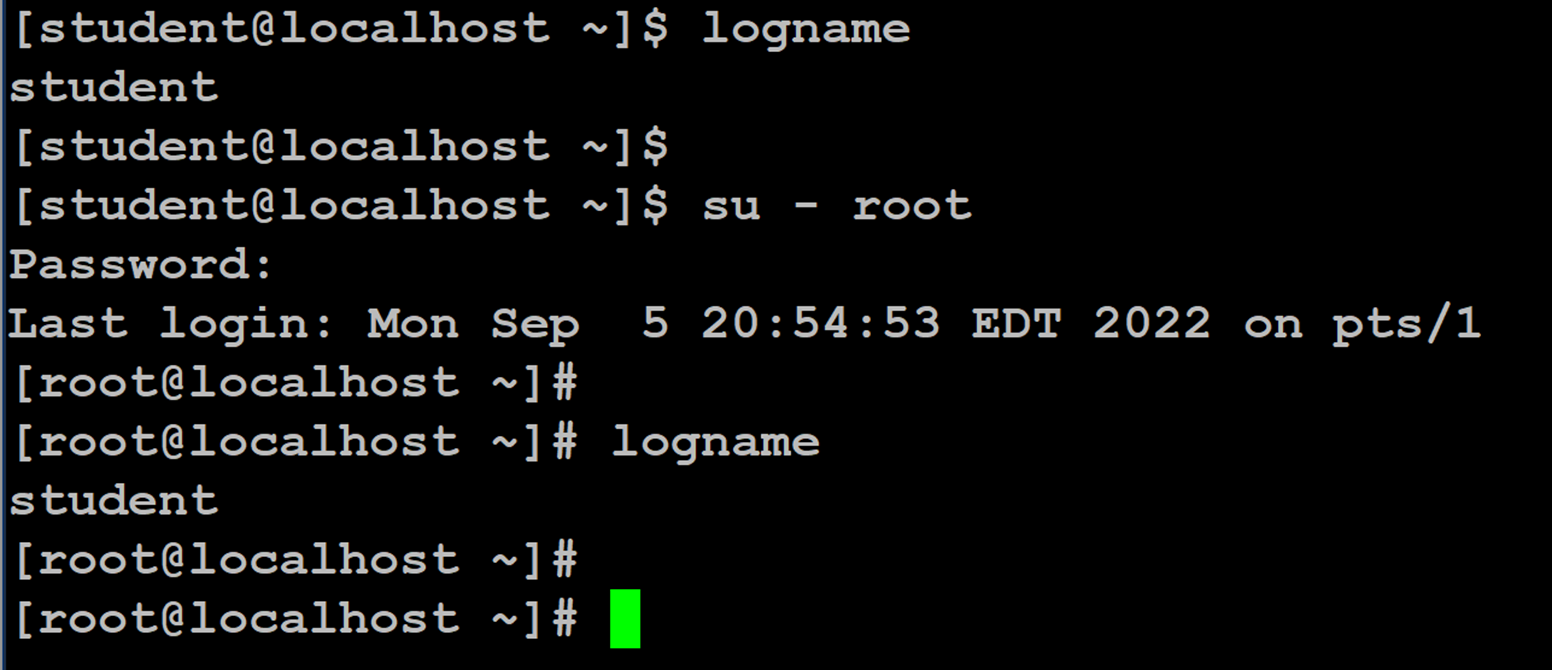 [student@localhost ~]$ logname
student
[student@localhost ~]$
[student@localhost ~]$ su - root
Password:
Last login: Mon Sep  5 20:54:53 EDT 2022 on pts/1
[root@localhost ~]#
[root@localhost ~]# logname
student
[root@localhost ~]#
[root@localhost ~]#